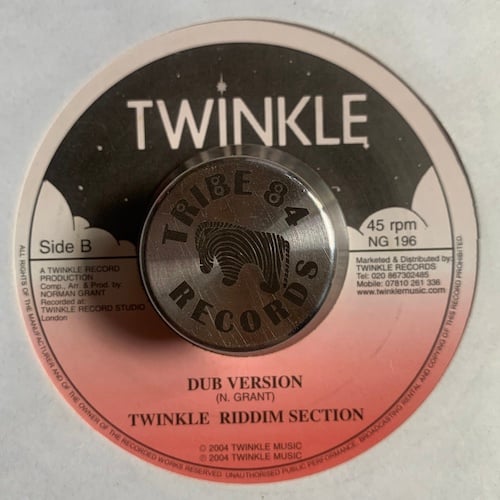 TWINKLE
TRIBE 84
RECORDS
Side B
45 rpm
NG 196
A TWINKLE RECORD
PRODUCTION
Comp., Arr. & Prod. by:
NORMAN GRANT
Recorded at:
TWINKLE RECORD STUDIO
London
Marketed & Distributed by:
TWINKLE RECORDS
Tel: 020 867302485
Mobile: 07810 261 336
www.twinklemusic.com
DUB VERSION
(N. GRANT)
TWINKLE RIDDIM SECTION
© 2004 TWINKLE MUSIC
℗ 2004 TWINKLE MUSIC
ALL RIGHTS OF THE MANUFACTURER AND OF THE OWNER OF THE RECORDED WORKS RESERVED. UNAUTHORISED PUBLIC PERFORMANCE, BROADCASTING RENTAL AND COPYING OF THIS RECORD PROHIBITED.